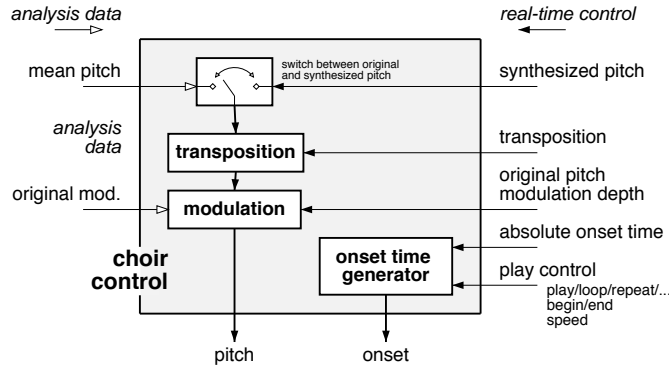 analysis data
real-time control
mean pitch
switch between original
and synthesized pitch
synthesized pitch
analysis
data
transposition
transposition
original mod.
modulation
original pitch
modulation depth
choir
control
onset time
generator
absolute onset time
play control
play/loop/repeat/...
begin/end
speed
pitch
onset